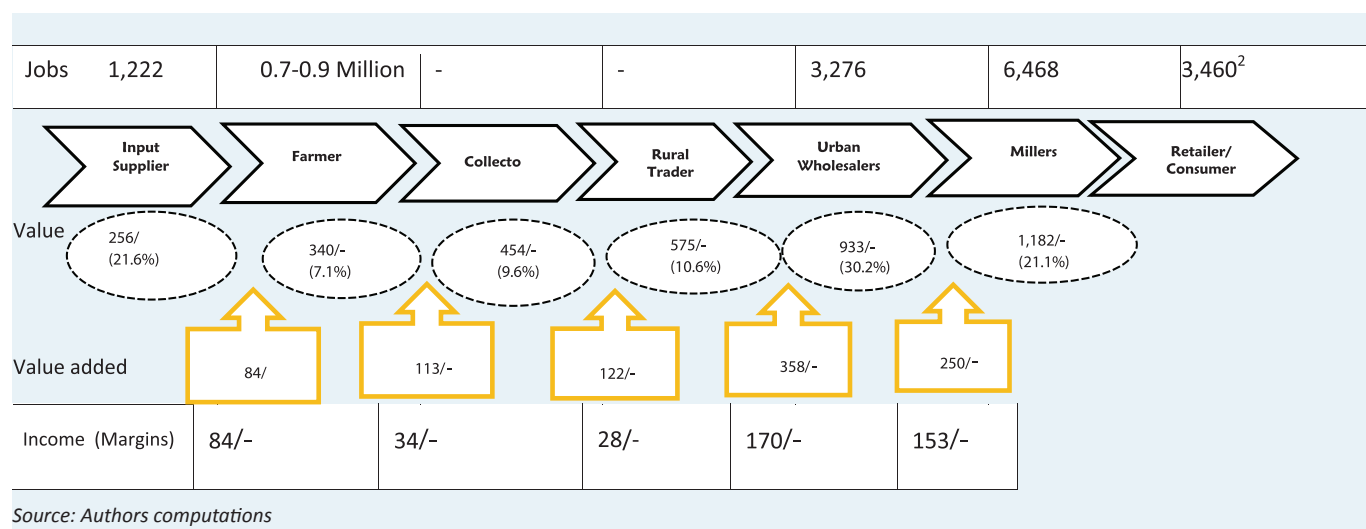 Jobs 1,222 0.7-0.9 Million - - 3,276 6,468 3,460²
Input
Supplier
Farmer
Collecto
Rural
Trader
Urban
Wholesalers
Millers
Retailer/
Consumer
Value
256/
(21.6%)
340/-
(7.1%)
454/-
(9.6%)
575/-
(10.6%)
933/-
(30.2%)
1,182/-
(21.1%)
Value added
84/
113/-
122/-
358/-
250/-
Income (Margins) 84/- 34/- 28/- 170/- 153/-
Source: Authors computations